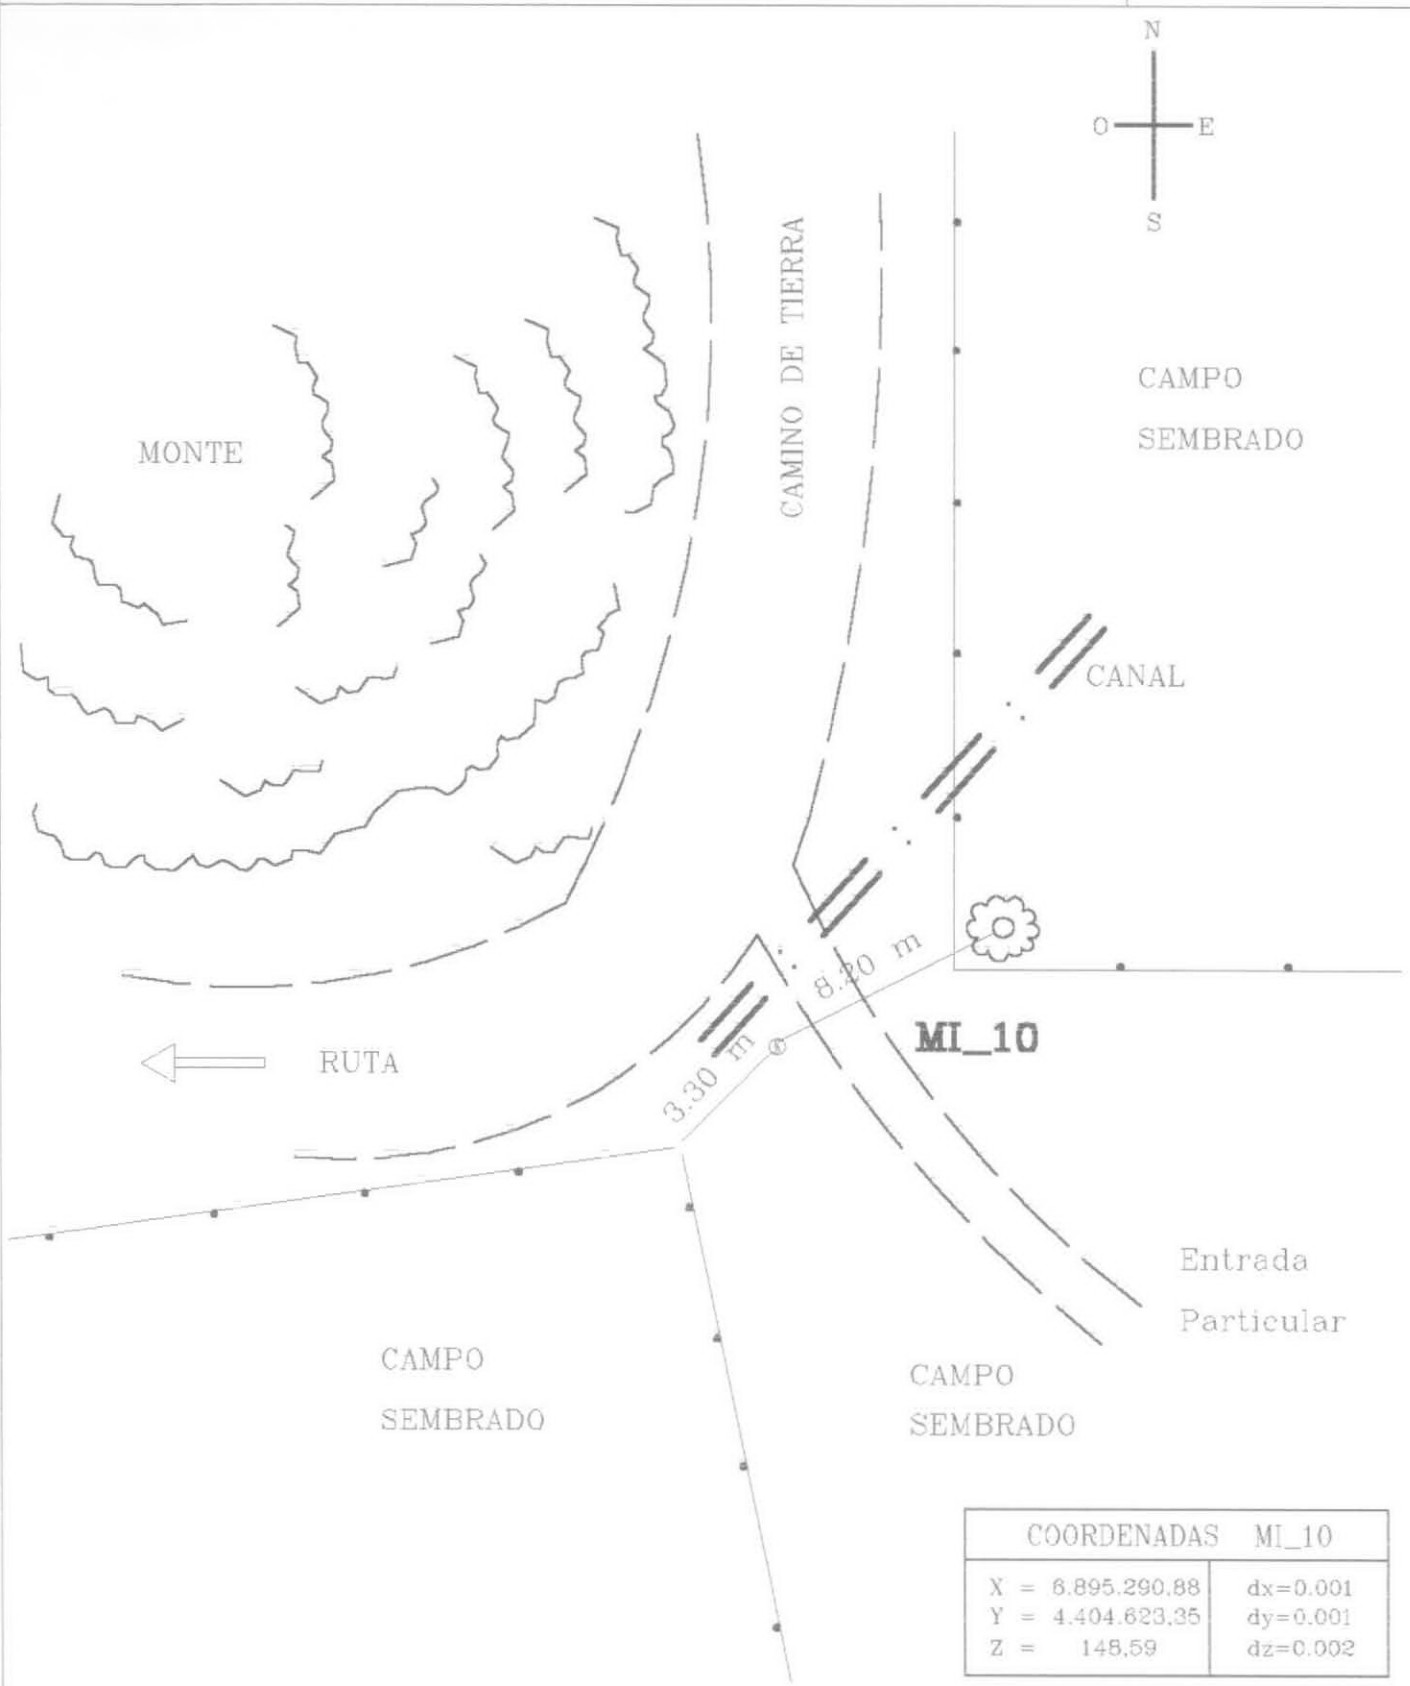 N
O E
S
CAMINO DE TIERRA
CAMPO
SEMBRADO
MONTE
CANAL
8.20 m
MI_10
RUTA
3.30 m
Entrada
Particular
CAMPO
SEMBRADO
CAMPO
SEMBRADO
COORDENADAS MI_10
X = 6.895.290,88 dx=0.001
Y = 4.404.623,35 dy=0.001
Z = 148,59 dz=0.002